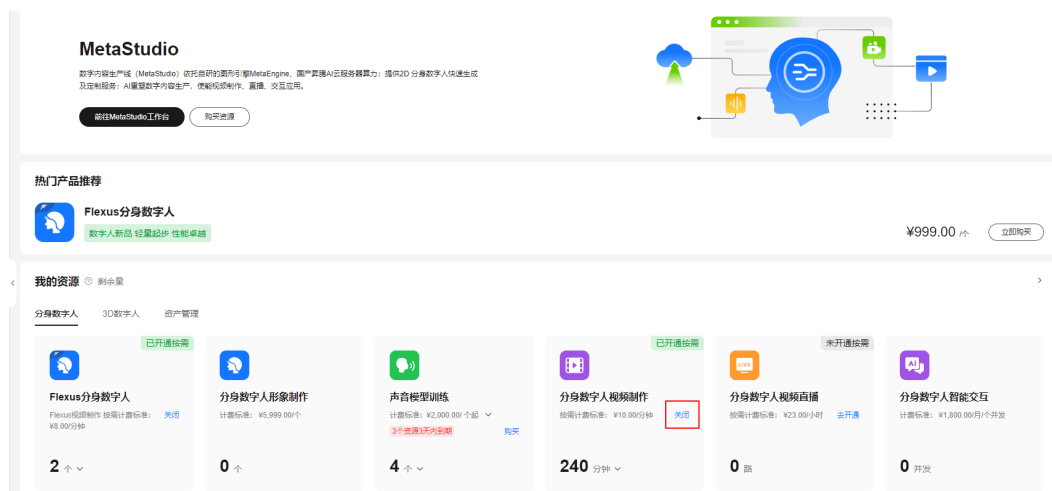 MetaStudio
数字内容生产线（MetaStudio）依托自研的图形引擎MetaEngine、国产昇腾AI云服务器算力；提供2D 分身数字人快速生成
及定制服务；AI重塑数字内容生产，使能视频制作、直播、交互应用。
前往MetaStudio工作台
购买资源
热门产品推荐
Flexus分身数字人
数字人新品 轻量起步 性能卓越
¥999.00 /个
立即购买
我的资源
剩余量
分身数字人
3D数字人
资产管理
已开通按需
Flexus分身数字人
Flexus视频制作 按需计费标准：
¥8.00/分钟
关闭
2 个
分身数字人形象制作
计费标准：¥5,999.00/个
0 个
声音模型训练
计费标准：¥2,000.00/ 个起
3个资源3天内到期
购买
4 个
已开通按需
分身数字人视频制作
按需计费标准：¥10.00/分钟
关闭
240 分钟
未开通按需
LIVE
分身数字人视频直播
按需计费标准：¥23.00/小时
去开通
0 路
AI
分身数字人智能交互
计费标准：¥1,800.00/月/个并发
0 并发